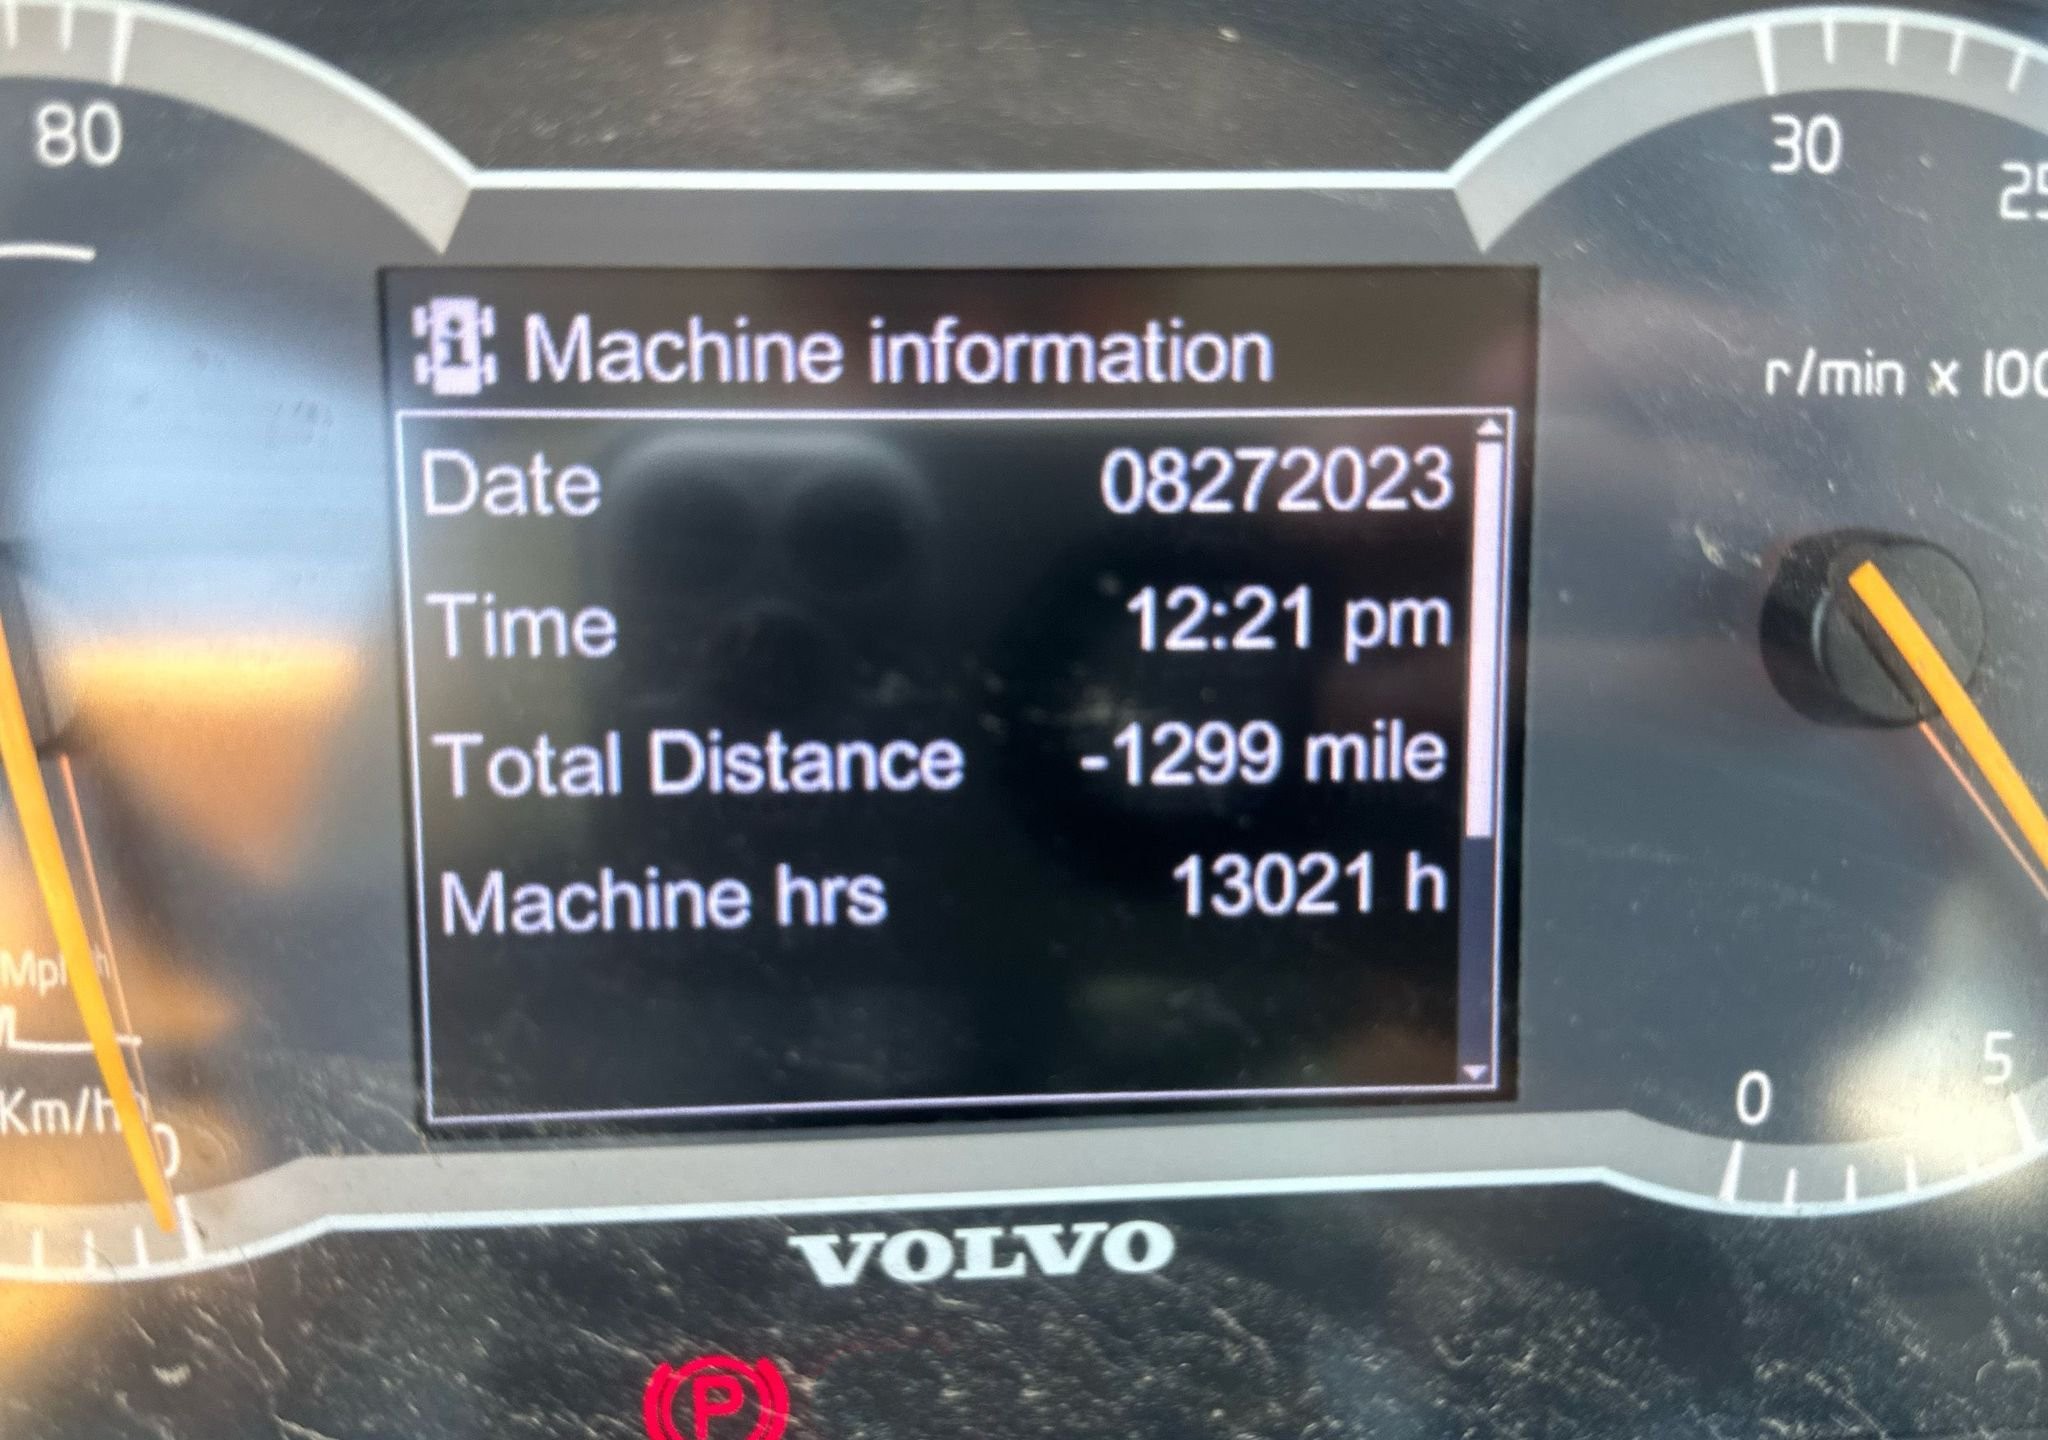 80
30
25
r/min x 100
Machine information
Date 08272023
Time 12:21 pm
Total Distance -1299 mile
Machine hrs 13021 h
Km/h
0
0
5
VOLVO
P